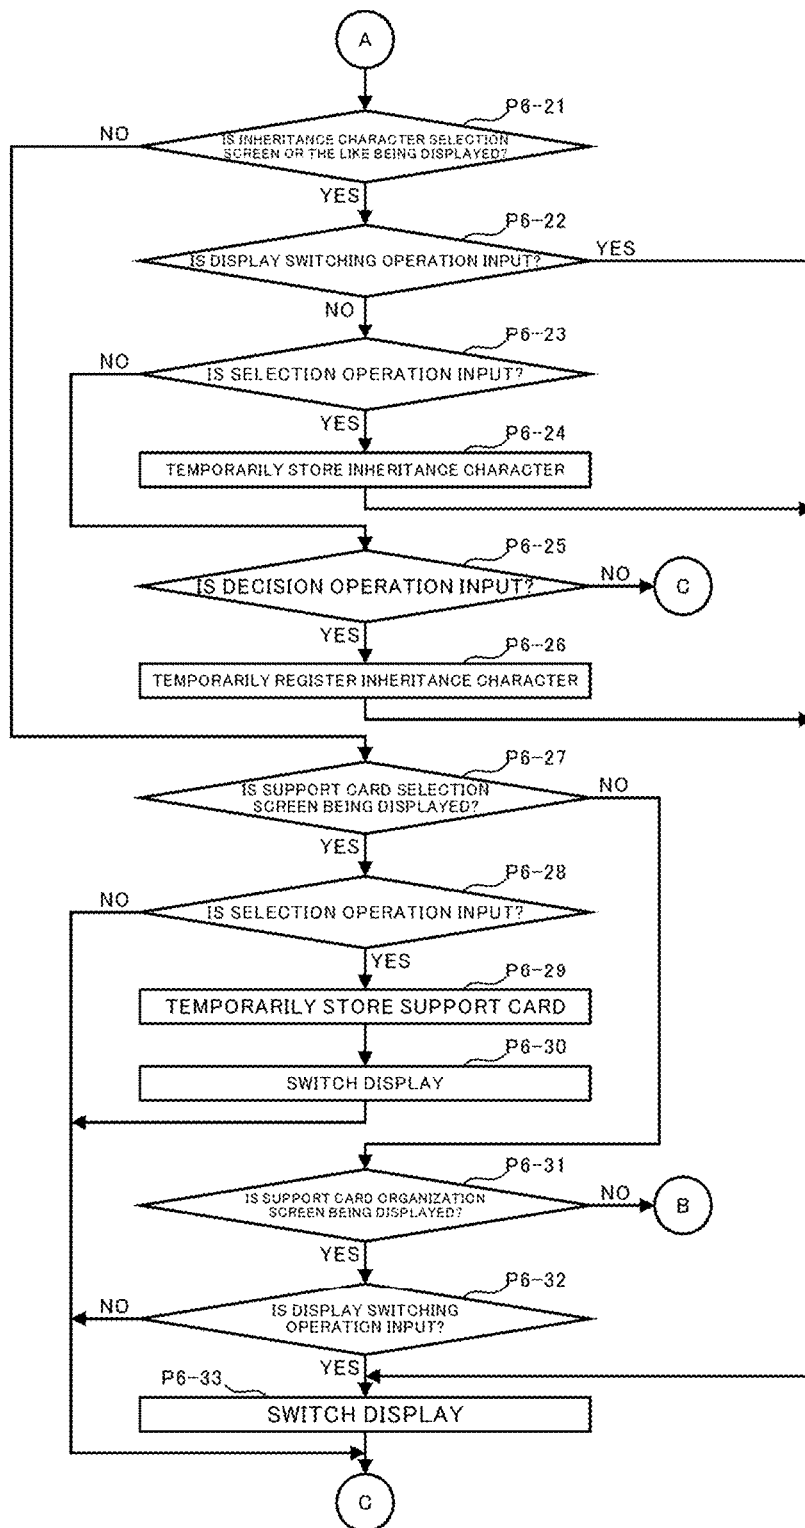 A
P6-21
NO
IS INHERITANCE CHARACTER SELECTION
SCREEN OR THE LIKE BEING DISPLAYED?
YES
P6-22
IS DISPLAY SWITCHING OPERATION INPUT?
YES
NO
P6-23
NO
IS SELECTION OPERATION INPUT?
YES
P6-24
TEMPORARILY STORE INHERITANCE CHARACTER
P6-25
IS DECISION OPERATION INPUT?
NO
C
YES
P6-26
TEMPORARILY REGISTER INHERITANCE CHARACTER
P6-27
IS SUPPORT CARD SELECTION
SCREEN BEING DISPLAYED?
NO
YES
P6-28
NO
IS SELECTION OPERATION INPUT?
YES
P6-29
TEMPORARILY STORE SUPPORT CARD
P6-30
SWITCH DISPLAY
P6-31
IS SUPPORT CARD ORGANIZATION
SCREEN BEING DISPLAYED?
NO
B
YES
P6-32
NO
IS DISPLAY SWITCHING
OPERATION INPUT?
YES
P6-33
SWITCH DISPLAY
C